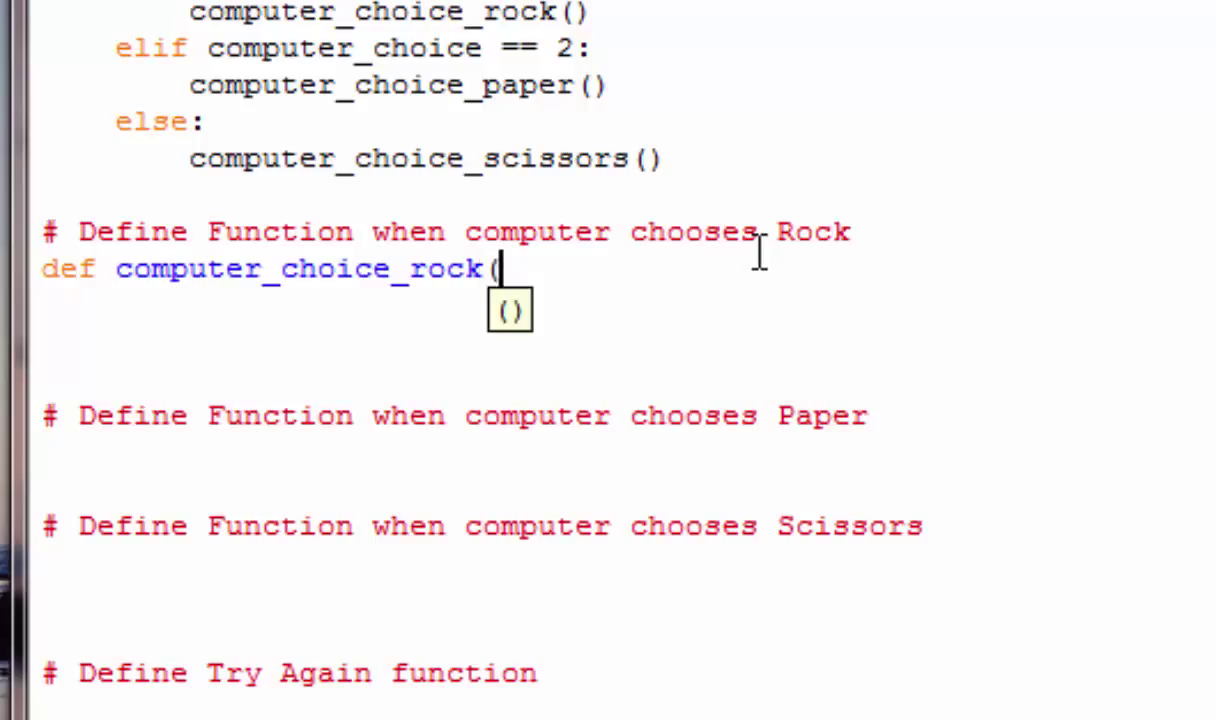 computer_choice_rock()
elif computer_choice == 2:
computer_choice_paper()
else:
computer_choice_scissors()
# Define Function when computer chooses Rock
def computer_choice_rock(
()
# Define Function when computer chooses Paper
# Define Function when computer chooses Scissors
# Define Try Again function